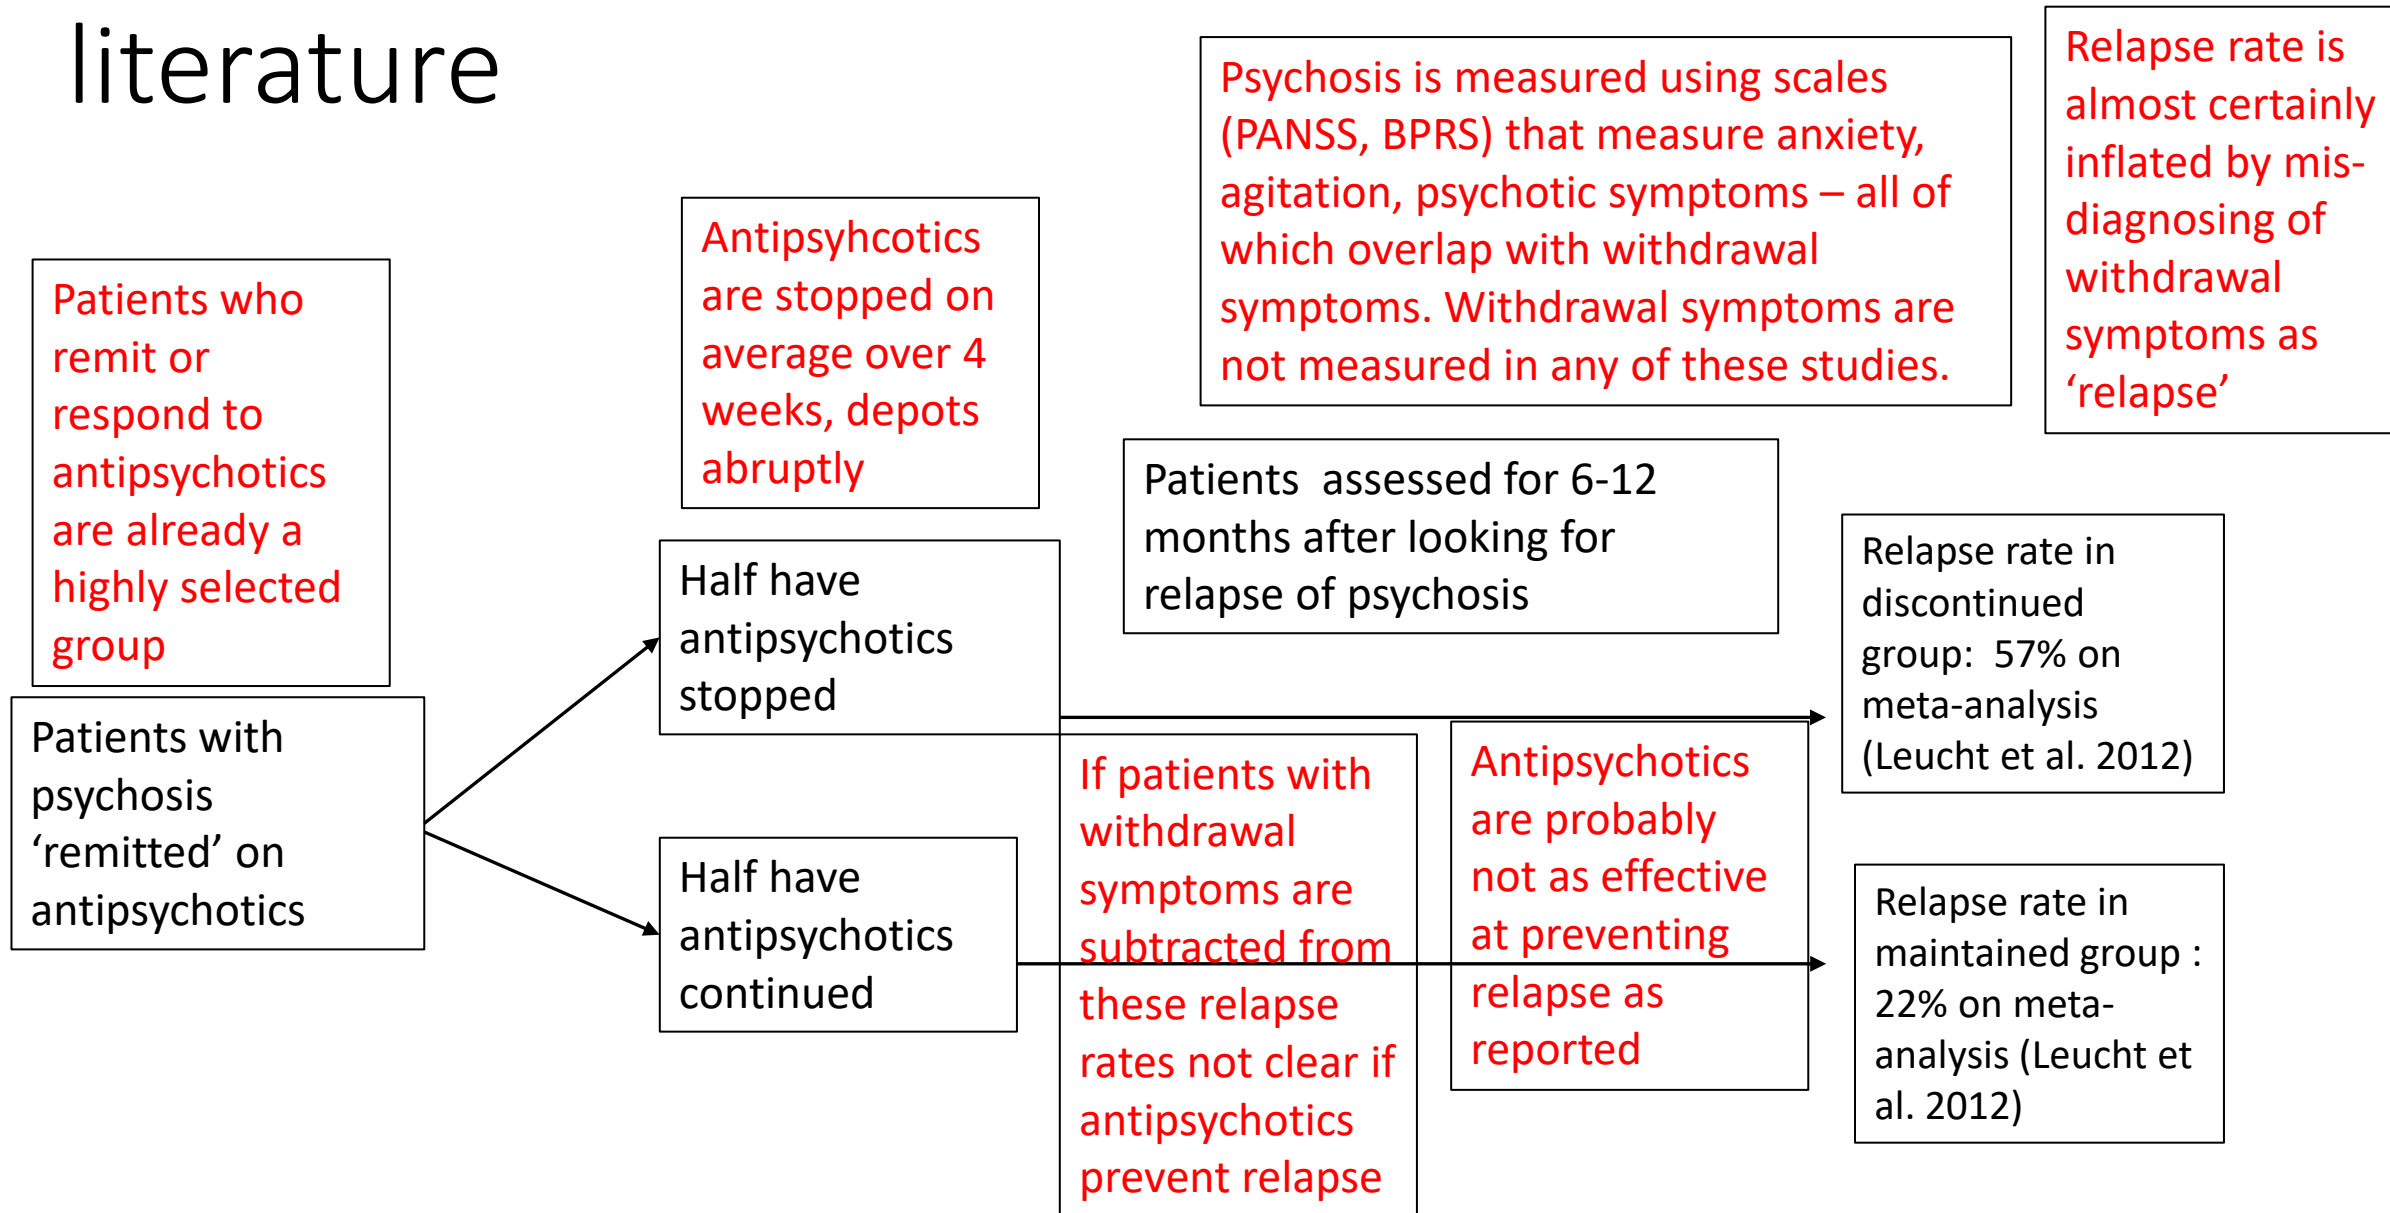 literature
Psychosis is measured using scales
(PANSS, BPRS) that measure anxiety,
agitation, psychotic symptoms – all of
which overlap with withdrawal
symptoms. Withdrawal symptoms are
not measured in any of these studies.
Relapse rate is
almost certainly
inflated by mis-
diagnosing of
withdrawal
symptoms as
‘relapse’
Antipsyhcotics
are stopped on
average over 4
weeks, depots
abruptly
Patients who
remit or
respond to
antipsychotics
are already a
highly selected
group
Patients  assessed for 6-12
months after looking for
relapse of psychosis
Half have
antipsychotics
stopped
Relapse rate in
discontinued
group:  57% on
meta-analysis
(Leucht et al. 2012)
Patients with
psychosis
‘remitted’ on
antipsychotics
If patients with
withdrawal
symptoms are
subtracted from
these relapse
rates not clear if
antipsychotics
prevent relapse
Antipsychotics
are probably
not as effective
at preventing
relapse as
reported
Half have
antipsychotics
continued
Relapse rate in
maintained group :
22% on meta-
analysis (Leucht et
al. 2012)